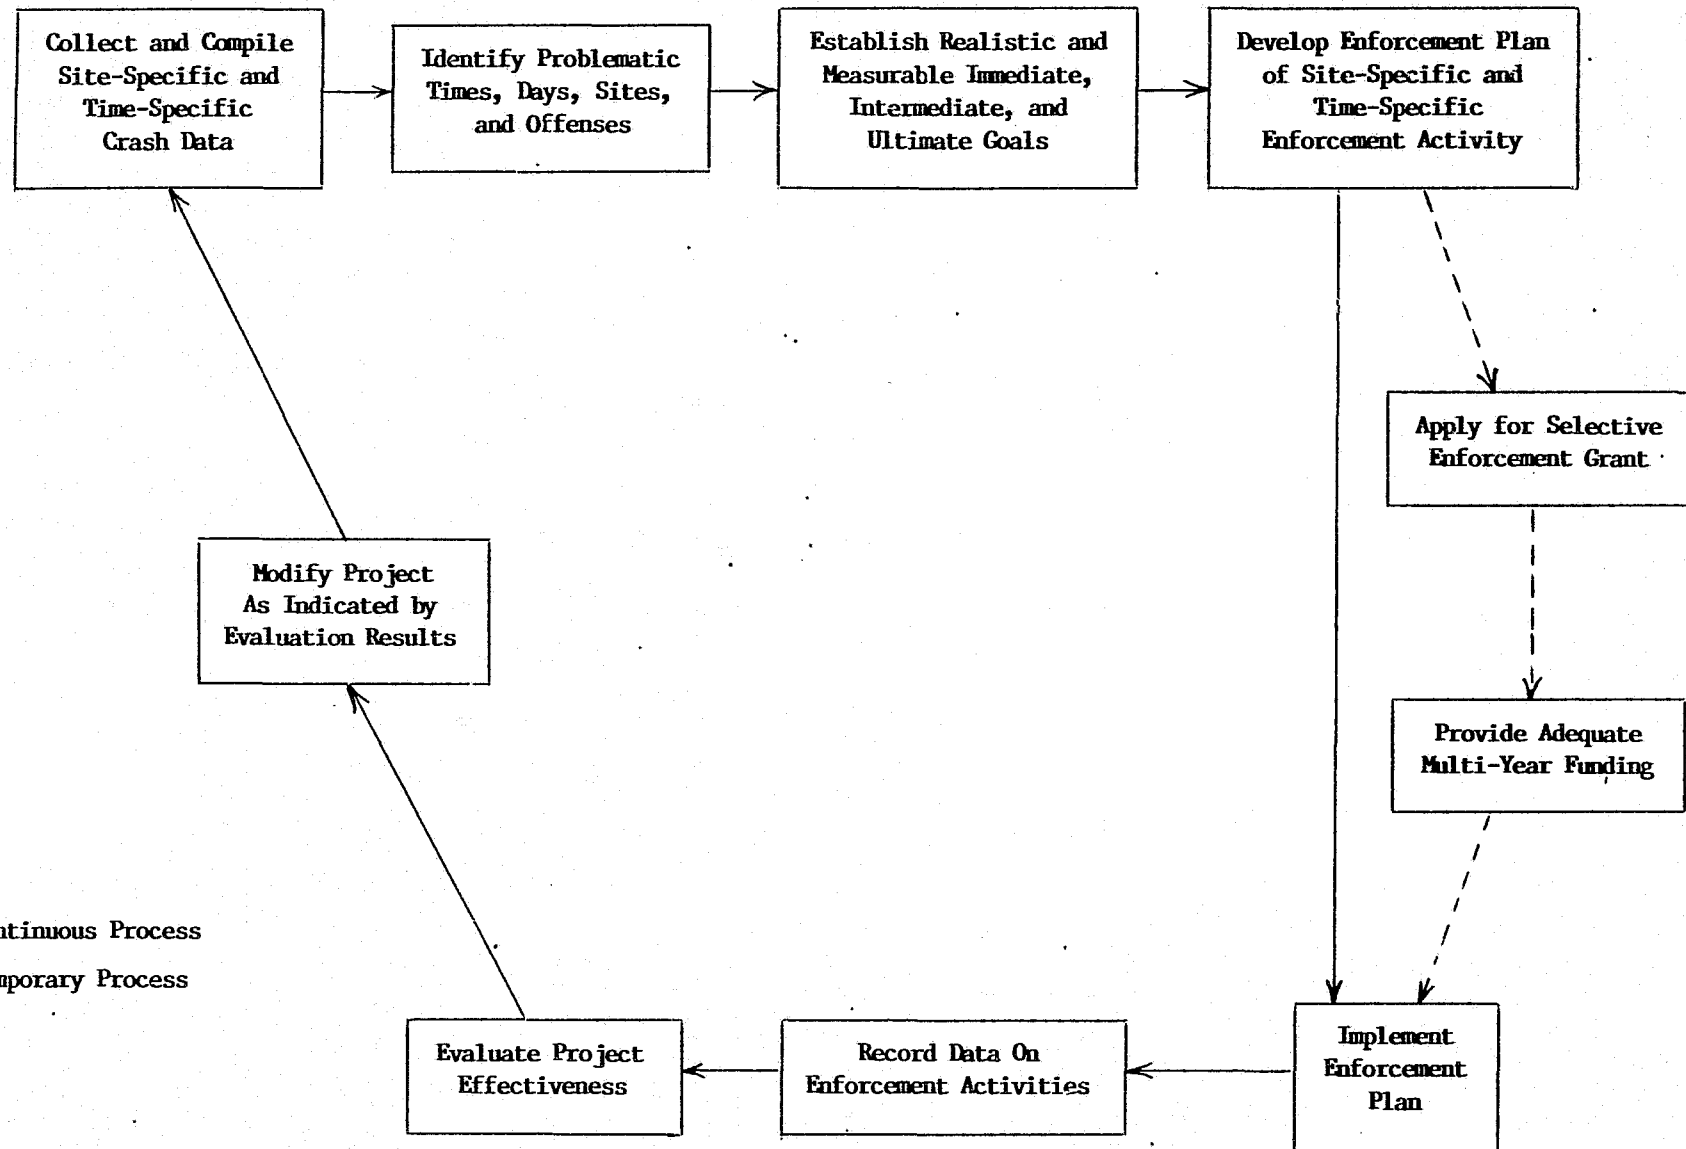 Collect and Compile
Site-Specific and
Time-Specific
Crash Data
Identify Problematic
Times, Days, Sites,
and Offenses
Establish Realistic and
Measurable Immediate,
Intermediate, and
Ultimate Goals
Develop Enforcement Plan
of Site-Specific and
Time-Specific
Enforcement Activity
Apply for Selective
Enforcement Grant
Modify Project
As Indicated by
Evaluation Results
Provide Adequate
Multi-Year Funding
ntinuous Process
mporary Process
Evaluate Project
Effectiveness
Record Data On
Enforcement Activities
Implement
Enforcement
Plan